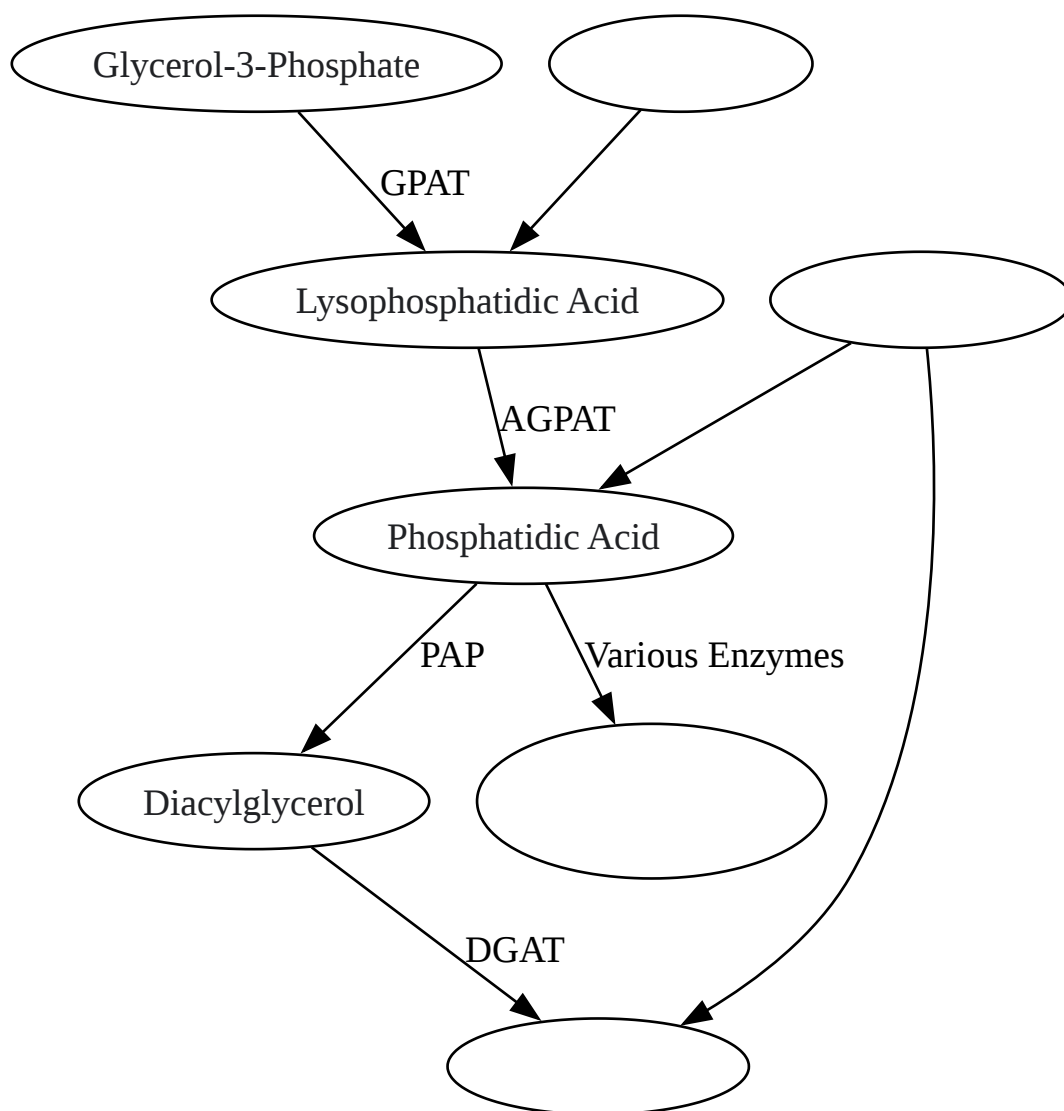 Glycerol-3-Phosphate
GPAT
Lysophosphatidic Acid
AGPAT
Phosphatidic Acid
PAP
Various Enzymes
Diacylglycerol
DGAT